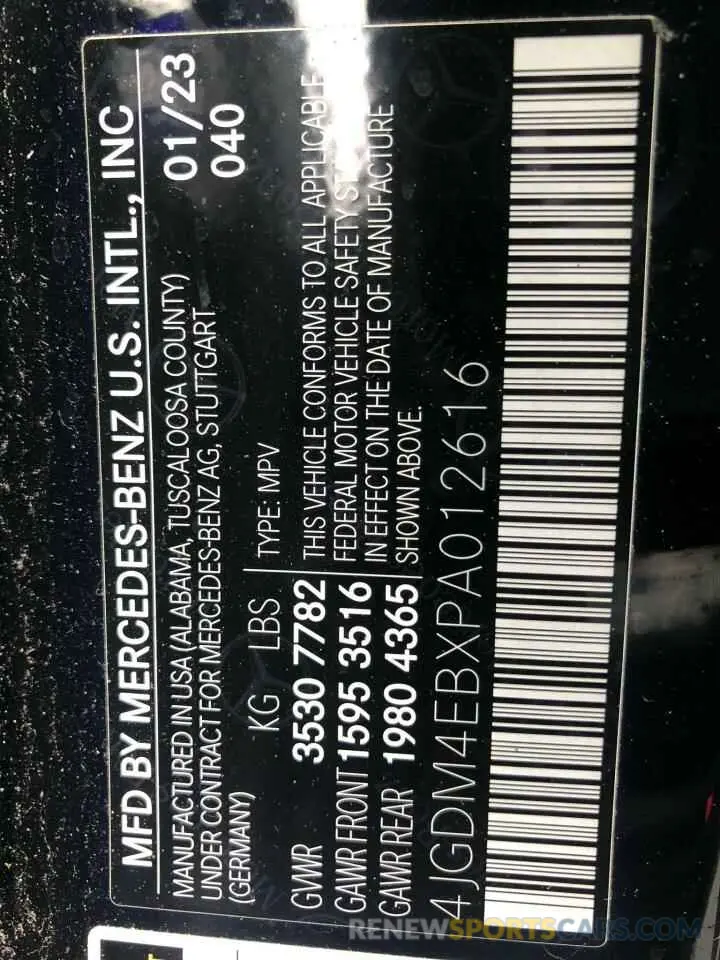 MFD BY MERCEDES-BENZ U.S. INTL., INC
MANUFACTURED IN USA (ALABAMA, TUSCALOOSA COUNTY)
UNDER CONTRACT FOR MERCEDES-BENZ AG, STUTTGART
(GERMANY)
01/23
040
KG LBS
GVWR 3530 7782
GAWR FRONT 1595 3516
GAWR REAR 1980 4365
TYPE: MPV
THIS VEHICLE CONFORMS TO ALL APPLICABLE
FEDERAL MOTOR VEHICLE SAFETY
IN EFFECT ON THE DATE OF MANUFACTURE
SHOWN ABOVE.
4JGDM4EBXPA012616
RENEWSPORTSCARS.COM